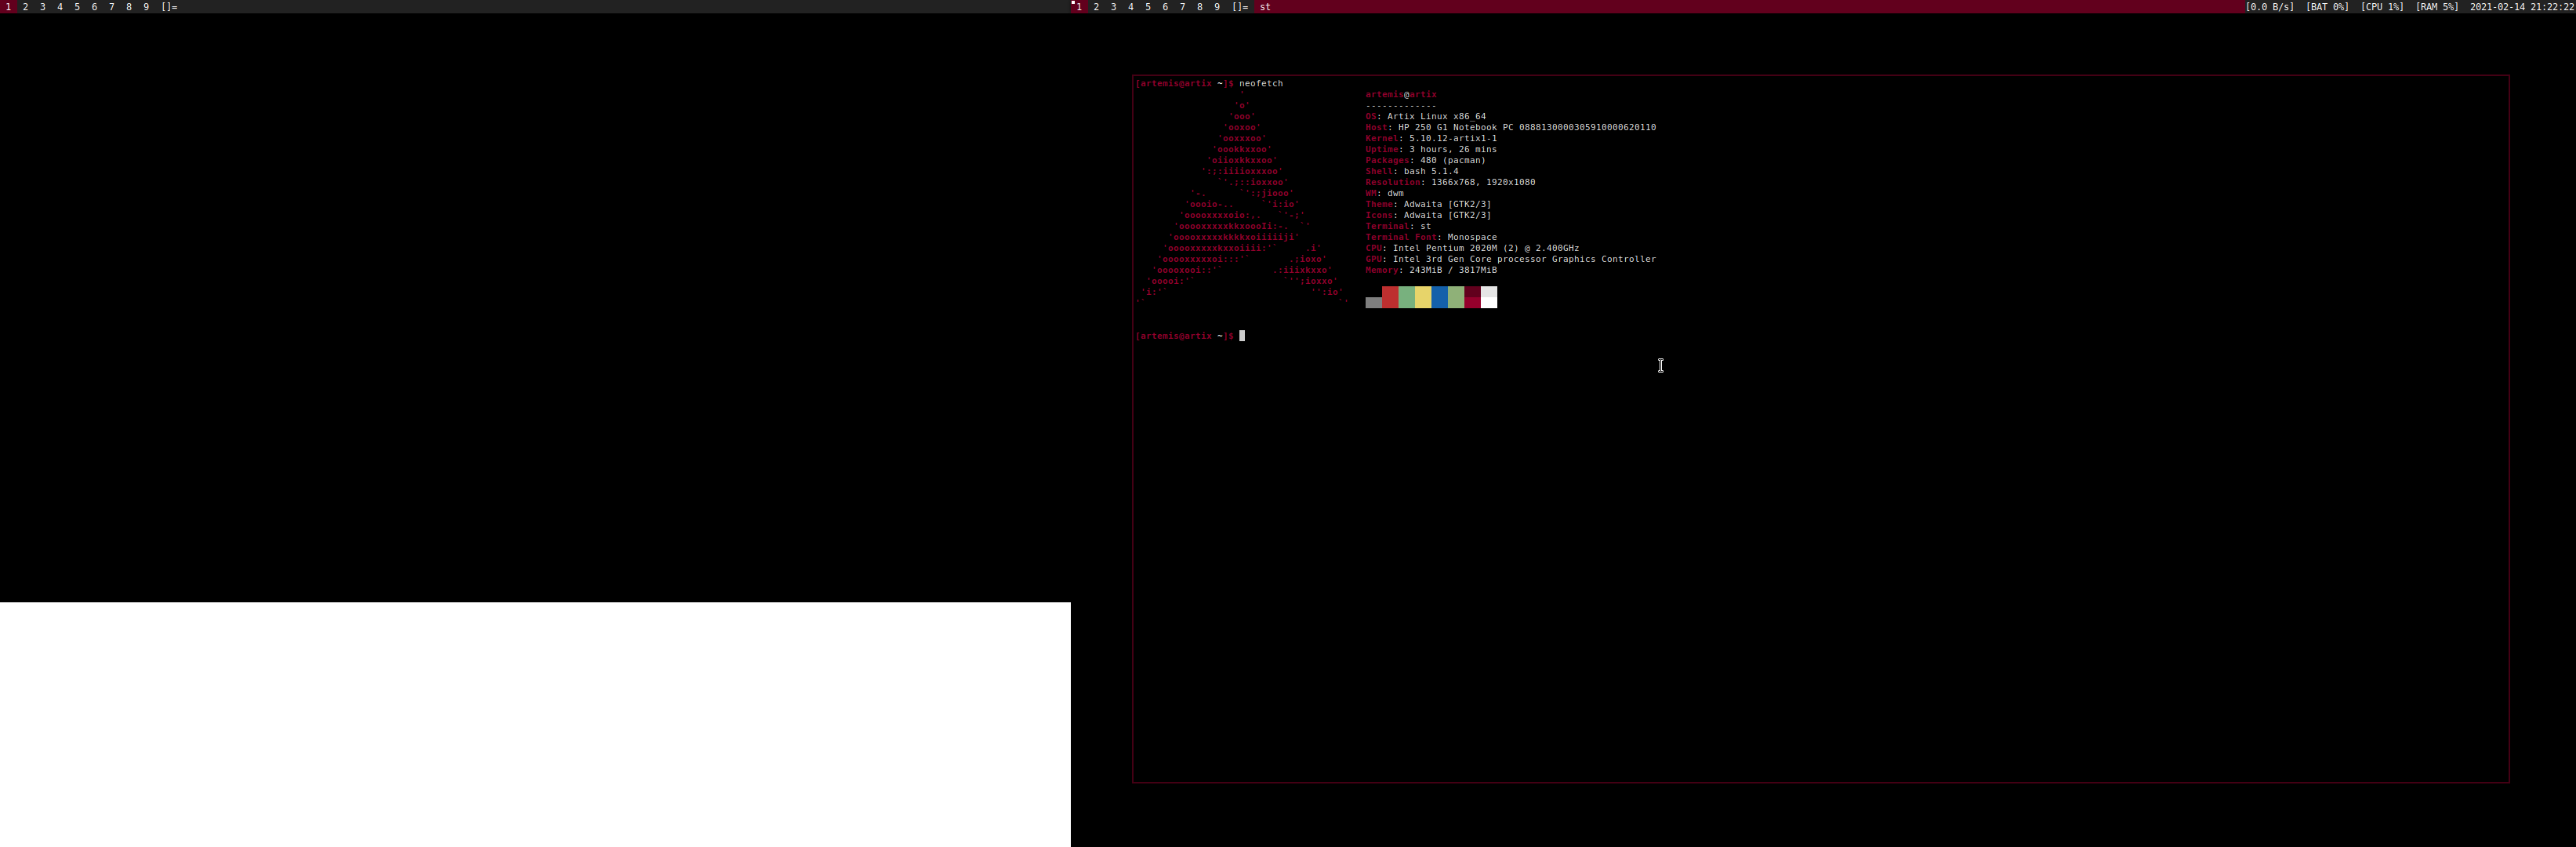 1 2 3 4 5 6 7 8 9 []=
1 2 3 4 5 6 7 8 9 []= st [0.0 B/s] [BAT 0%] [CPU 1%] [RAM 5%] 2021-02-14 21:22:22
[artemis@artix ~]$ neofetch
artemis@artix
-------------
OS: Artix Linux x86_64
Host: HP 250 G1 Notebook PC 0888130000305910000620110
Kernel: 5.10.12-artix1-1
Uptime: 3 hours, 26 mins
Packages: 480 (pacman)
Shell: bash 5.1.4
Resolution: 1366x768, 1920x1080
WM: dwm
Theme: Adwaita [GTK2/3]
Icons: Adwaita [GTK2/3]
Terminal: st
Terminal Font: Monospace
CPU: Intel Pentium 2020M (2) @ 2.400GHz
GPU: Intel 3rd Gen Core processor Graphics Controller
Memory: 243MiB / 3817MiB
[artemis@artix ~]$